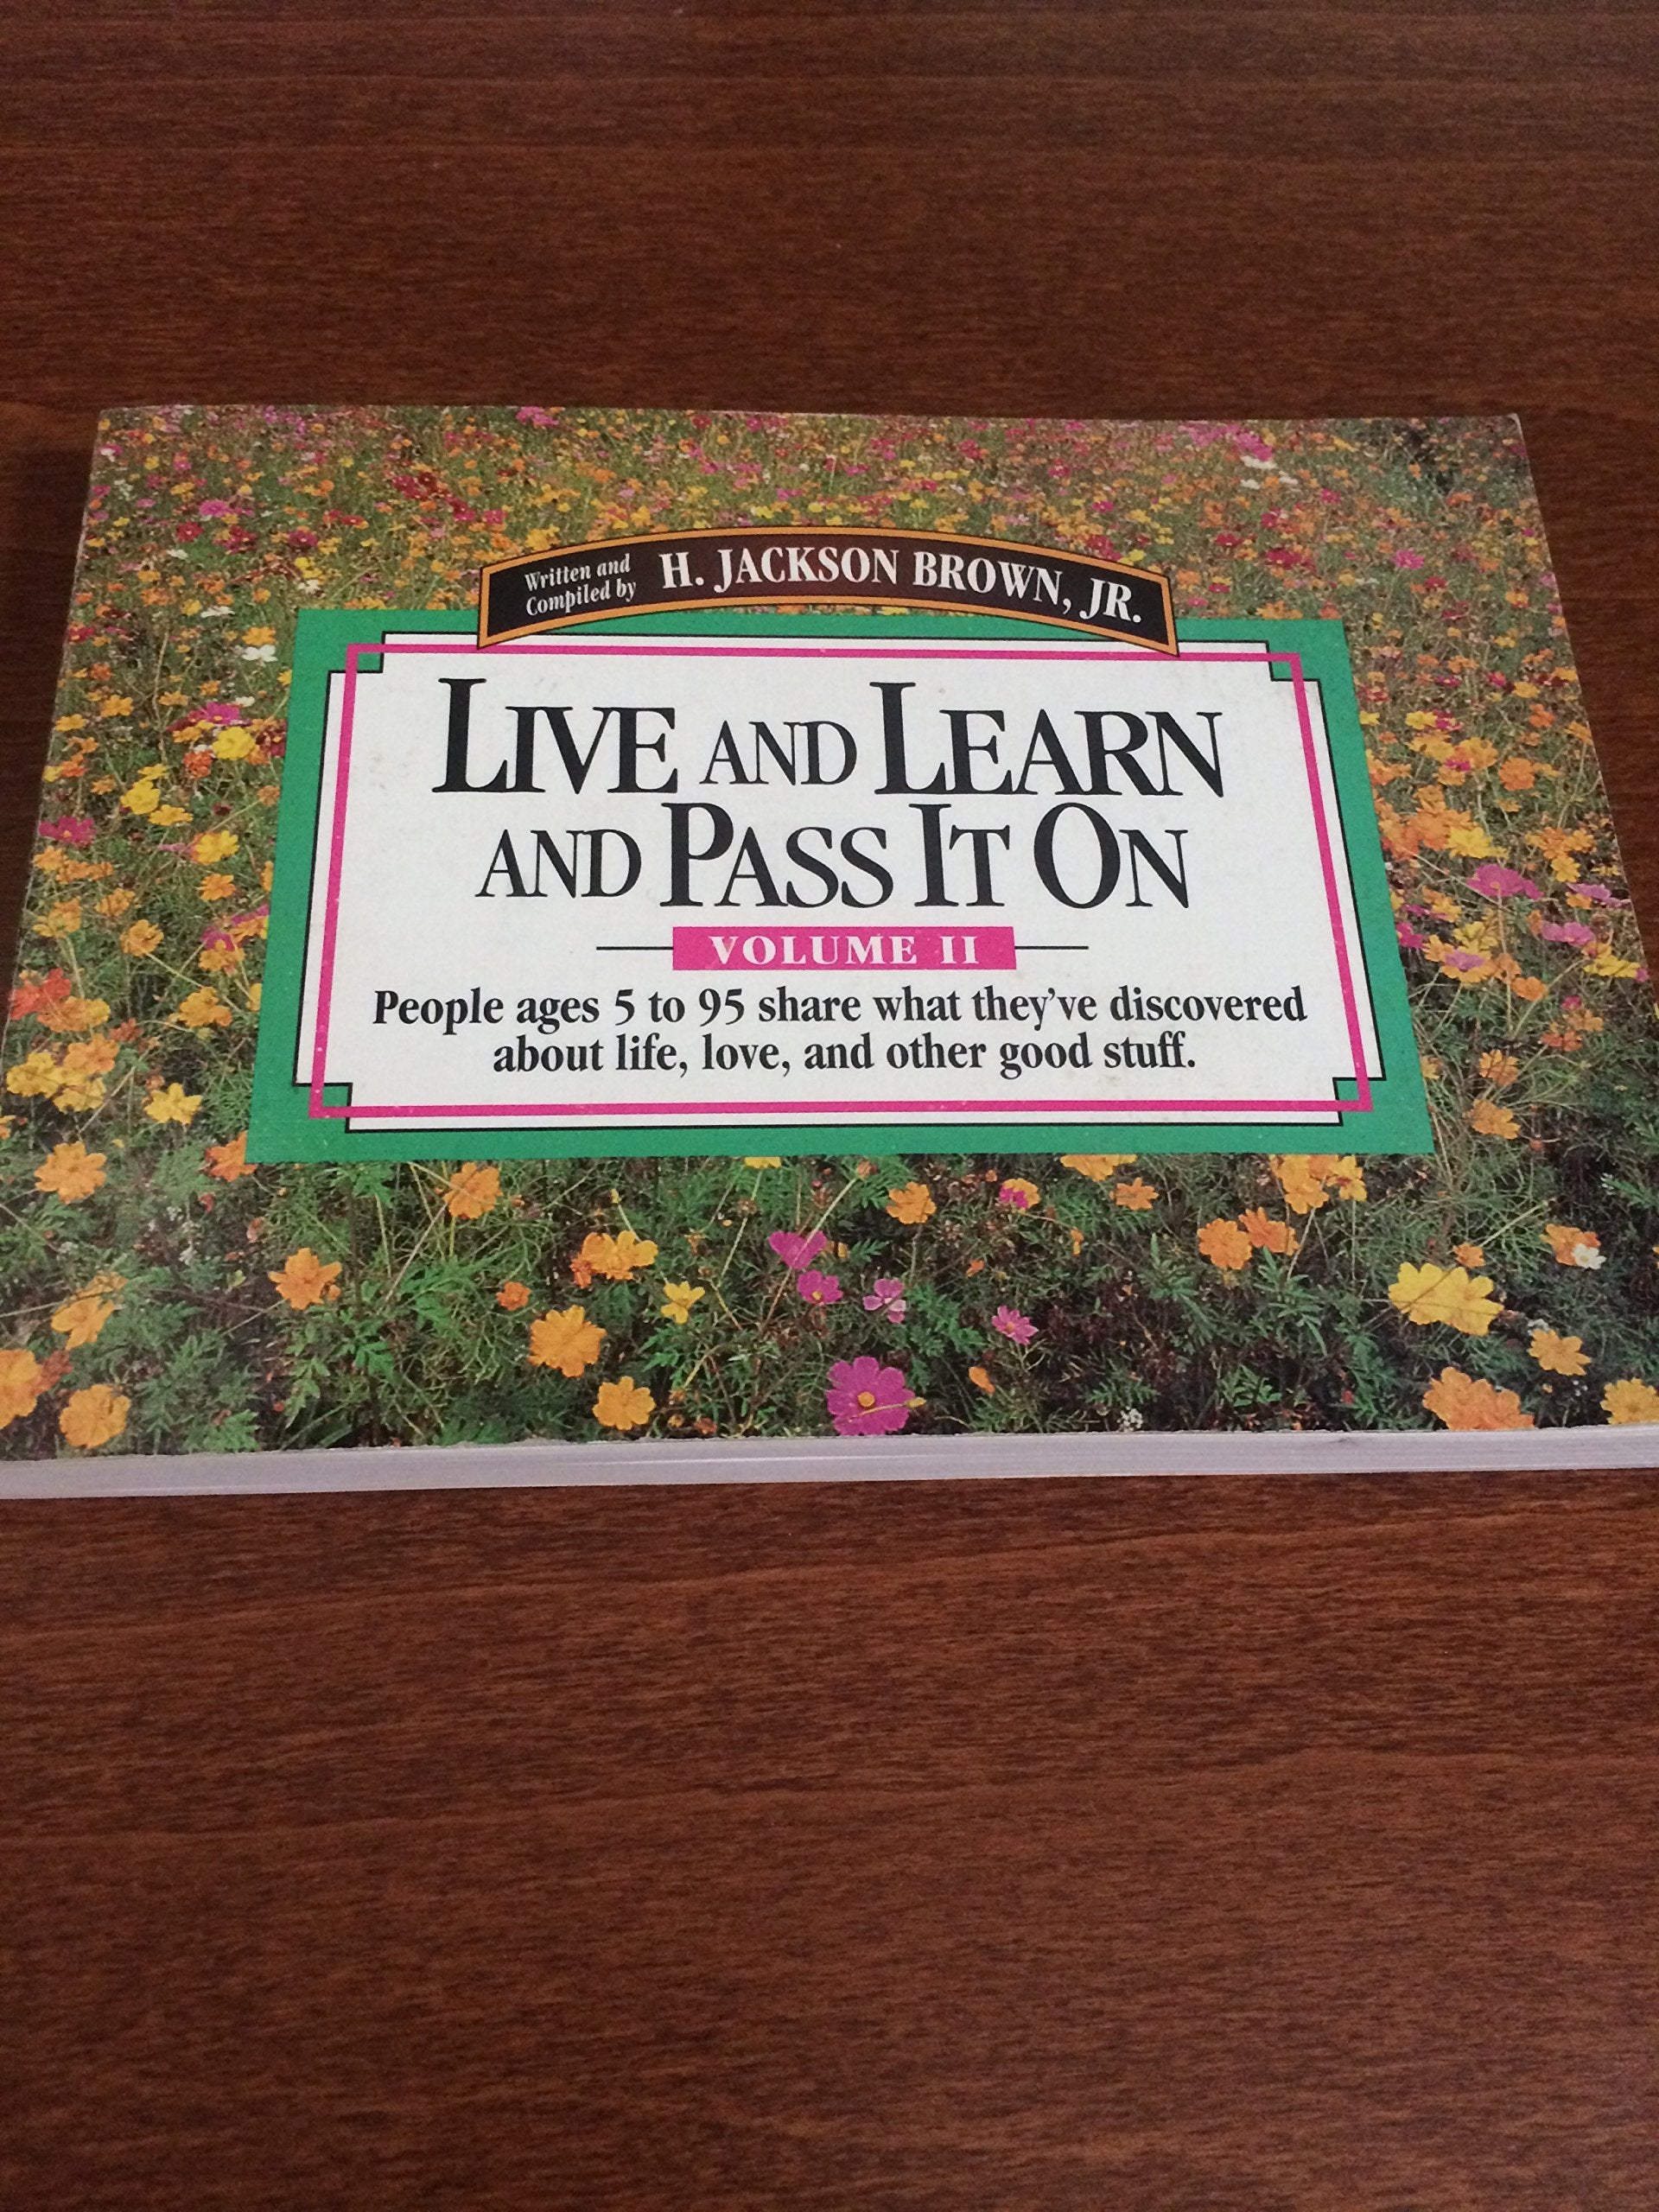 Written and
Compiled by
H. JACKSON BROWN, JR.
LIVE AND LEARN
AND PASS IT ON
VOLUME II
People ages 5 to 95 share what they've discovered
about life, love, and other good stuff.